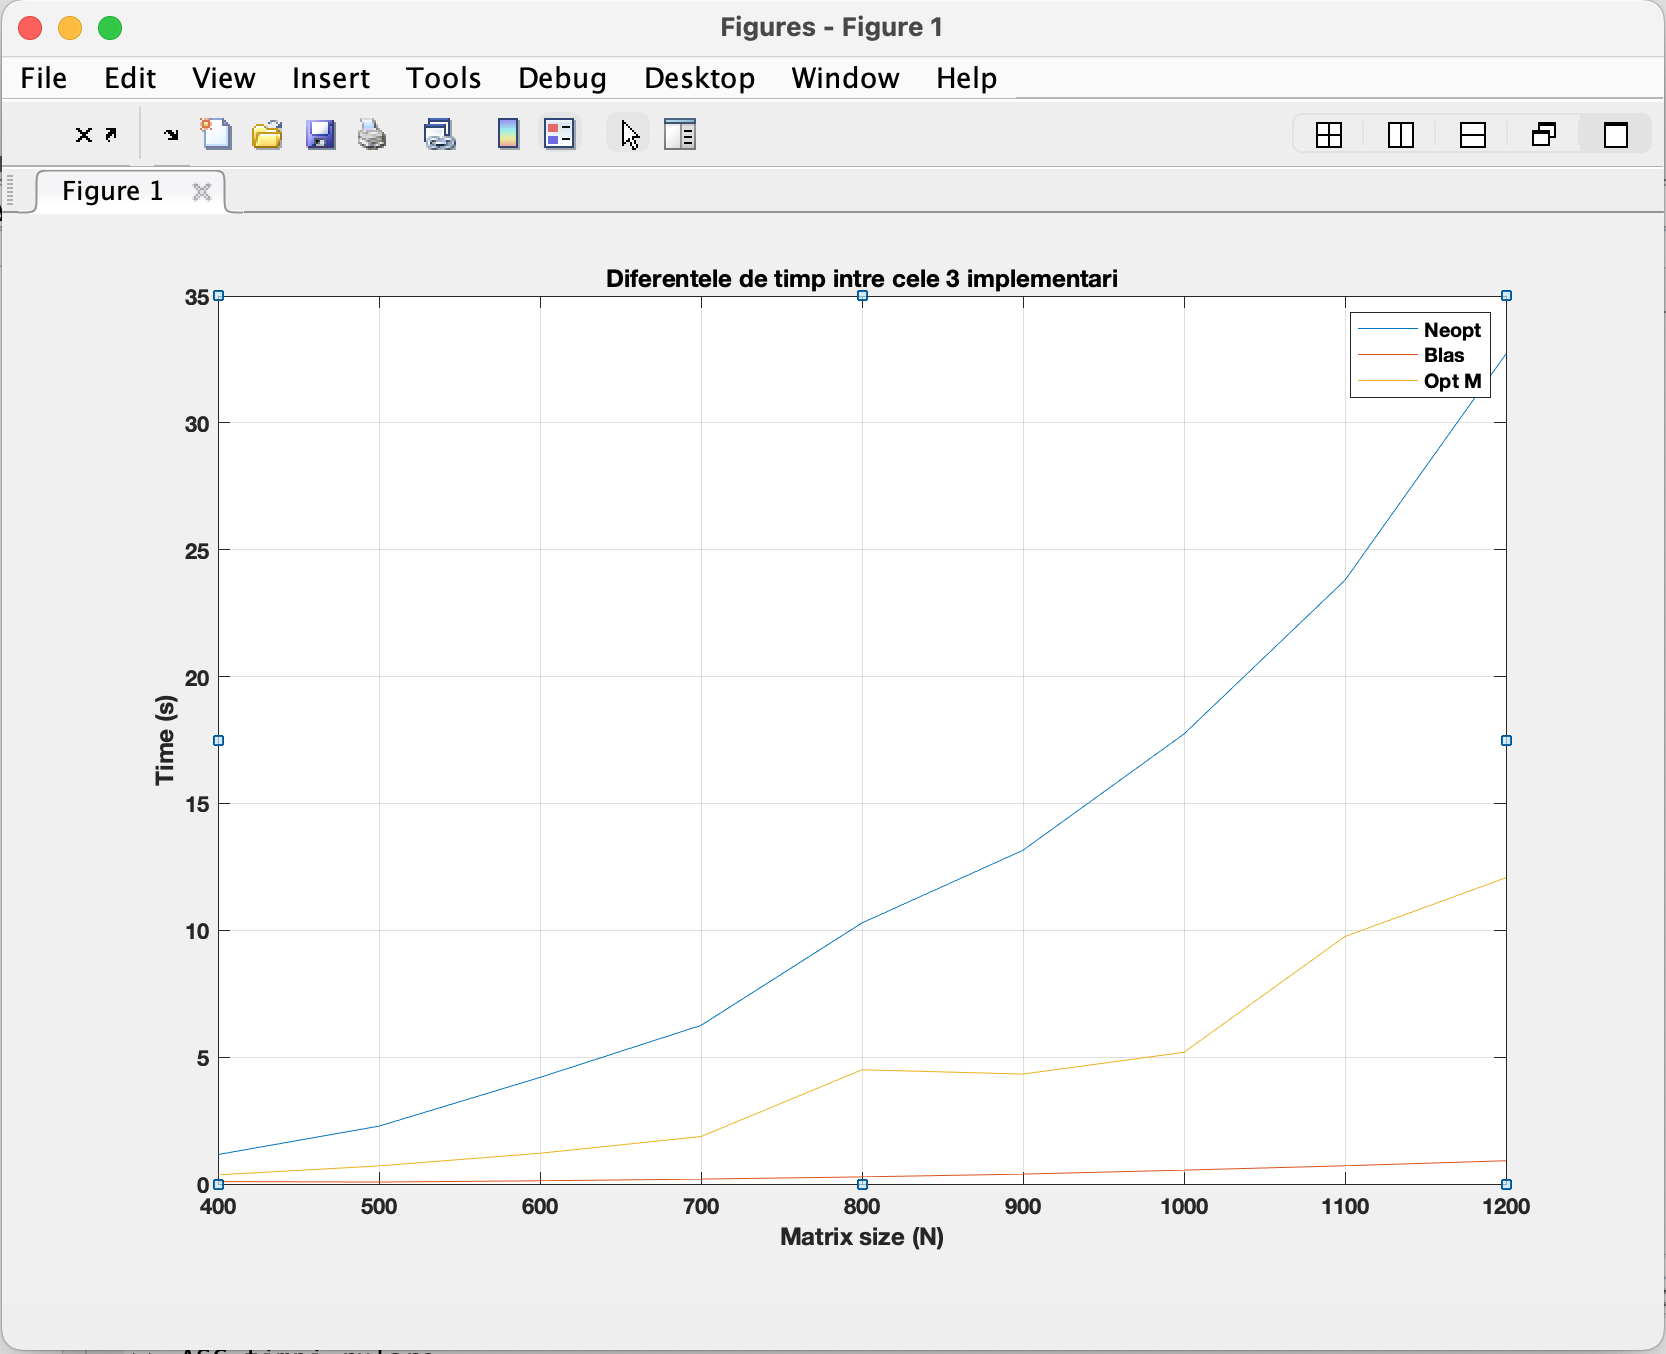 Figures - Figure 1
File Edit View Insert Tools Debug Desktop Window Help
Figure 1
Diferentele de timp intre cele 3 implementari
35
30
25
20
15
10
5
0
Time (s)
Neopt
Blas
Opt M
400 500 600 700 800 900 1000 1100 1200
Matrix size (N)